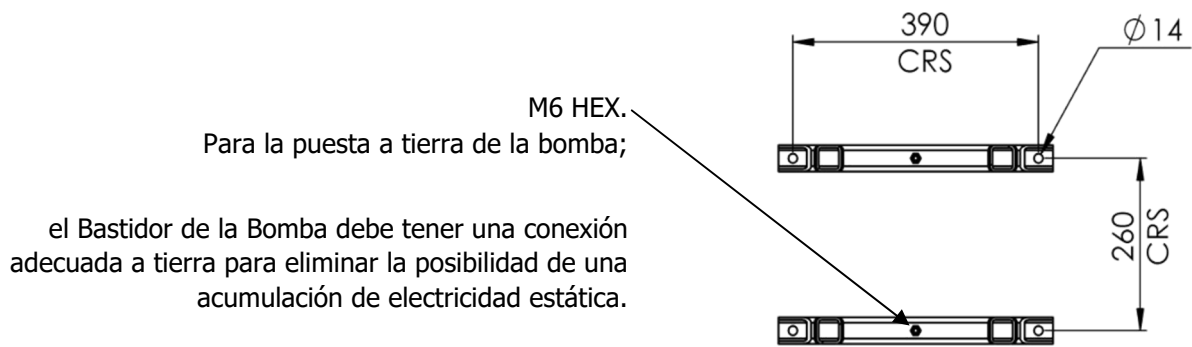 390
CRS
Ø14
M6 HEX.
Para la puesta a tierra de la bomba;
el Bastidor de la Bomba debe tener una conexión
adecuada a tierra para eliminar la posibilidad de una
acumulación de electricidad estática.
260
CRS